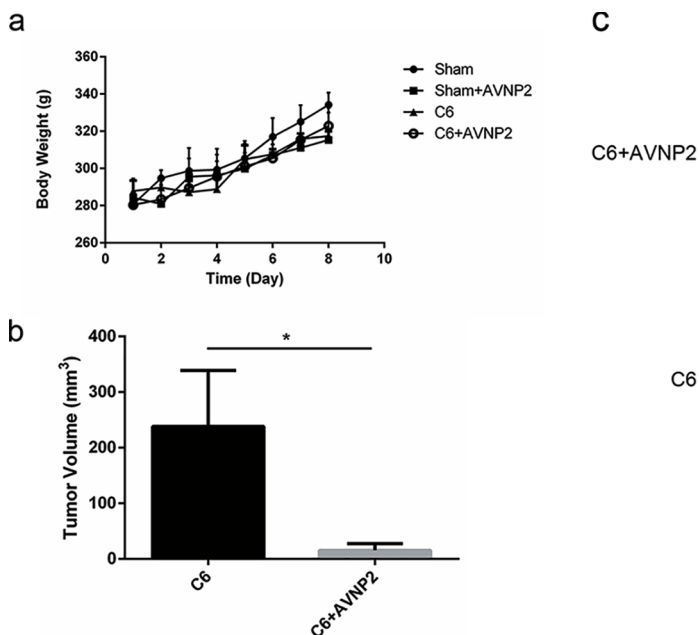 a
360
340
320
300
280
260
0 2 4 6 8 10
Body Weight (g)
Time (Day)
Sham
Sham+AVNP2
C6
C6+AVNP2
b
400
300
200
100
0
Tumor Volume (mm³)
*
C6
C6+AVNP2
c
C6+AVNP2
C6